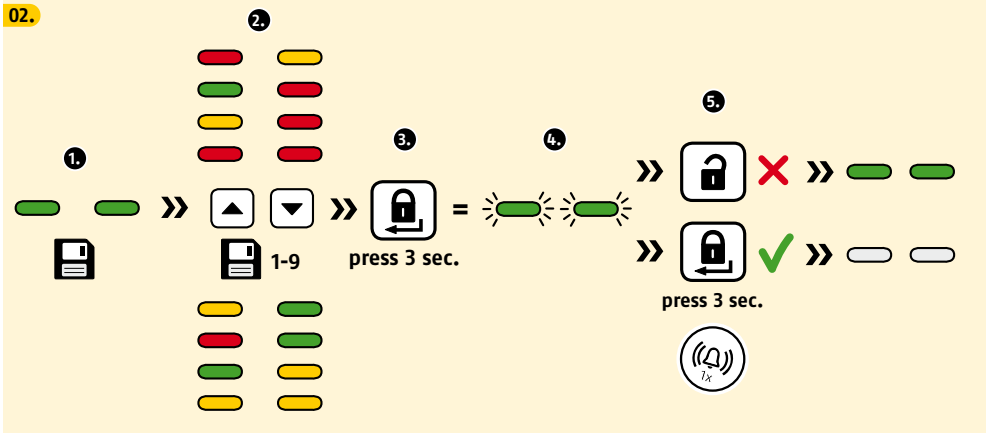 02.
1.
2.
3.
4.
5.
=
1-9
press 3 sec.
press 3 sec.
1x